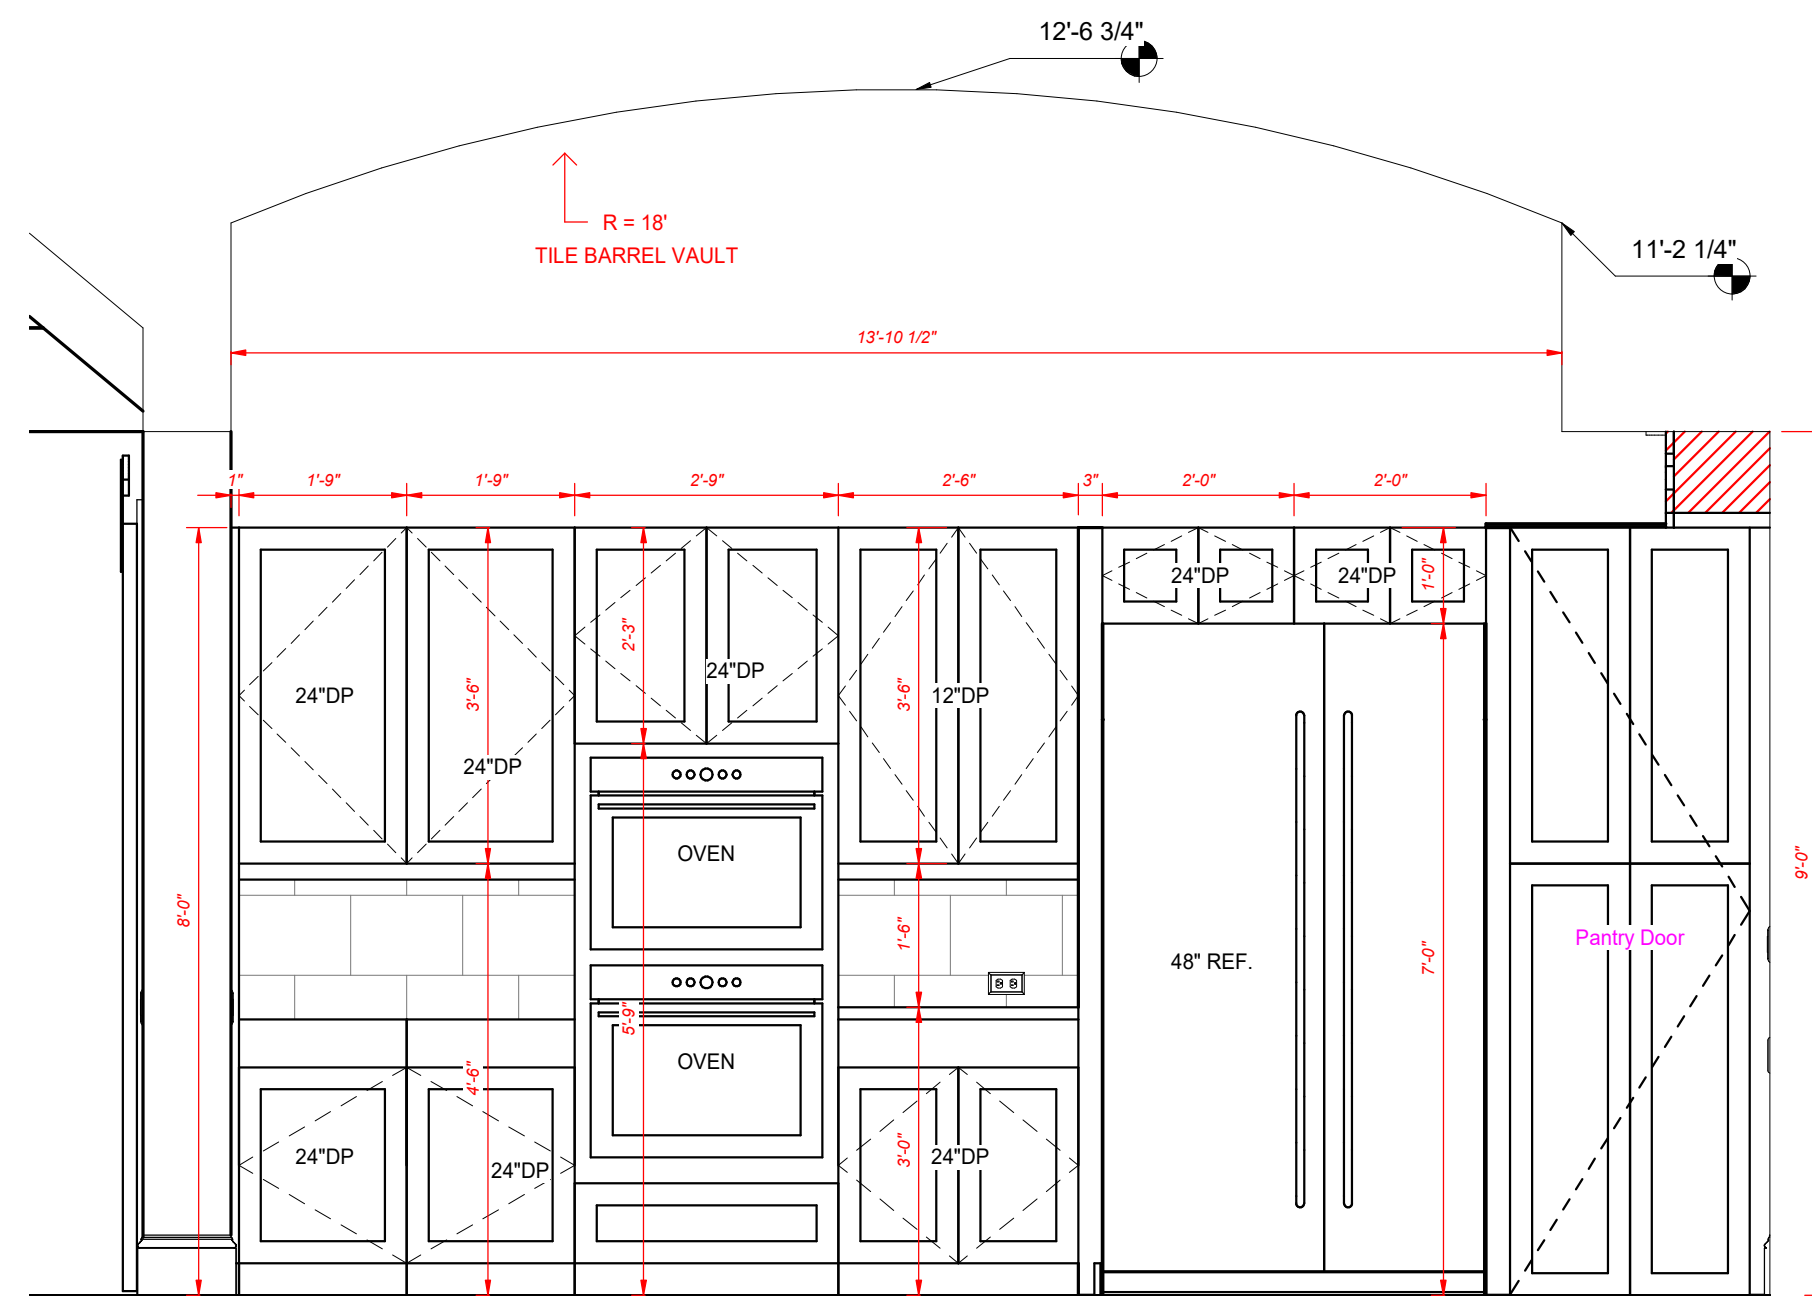 12'-6 3/4"
R = 18'
TILE BARREL VAULT
11'-2 1/4"
13'-10 1/2"
1"
1'-9"
1'-9"
2'-9"
2'-6"
3"
2'-0"
2'-0"
24"DP
24"DP
1'-0"
2'-3"
24"DP
24"DP
3'-6"
3'-6"
12"DP
24"DP
OVEN
9'-0"
8'-0"
1'-6"
Pantry Door
7'-0"
48" REF.
5'-9"
OVEN
4'-6"
3'-0"
24"DP
24"DP
24"DP